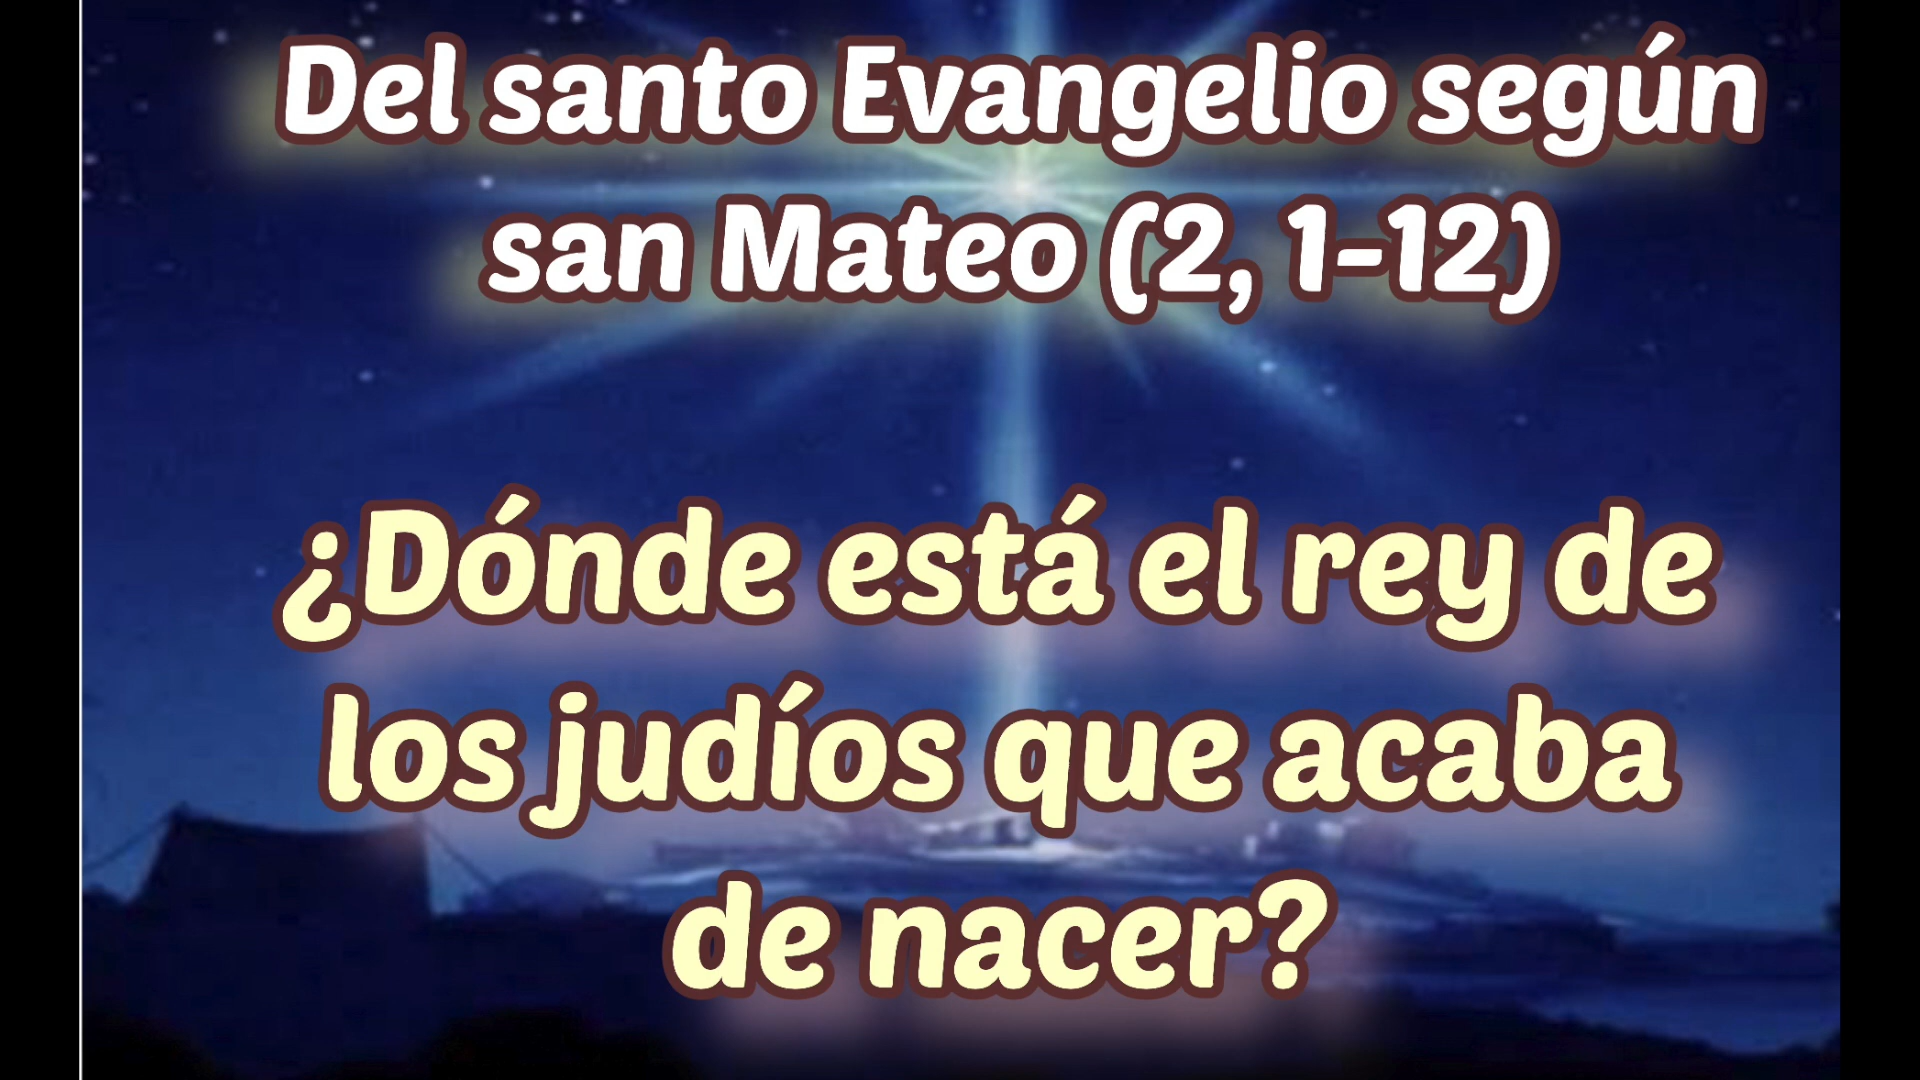 Del santo Evangelio según
san Mateo (2, 1-12)
¿Dónde está el rey de
los judíos que acaba
de nacer?